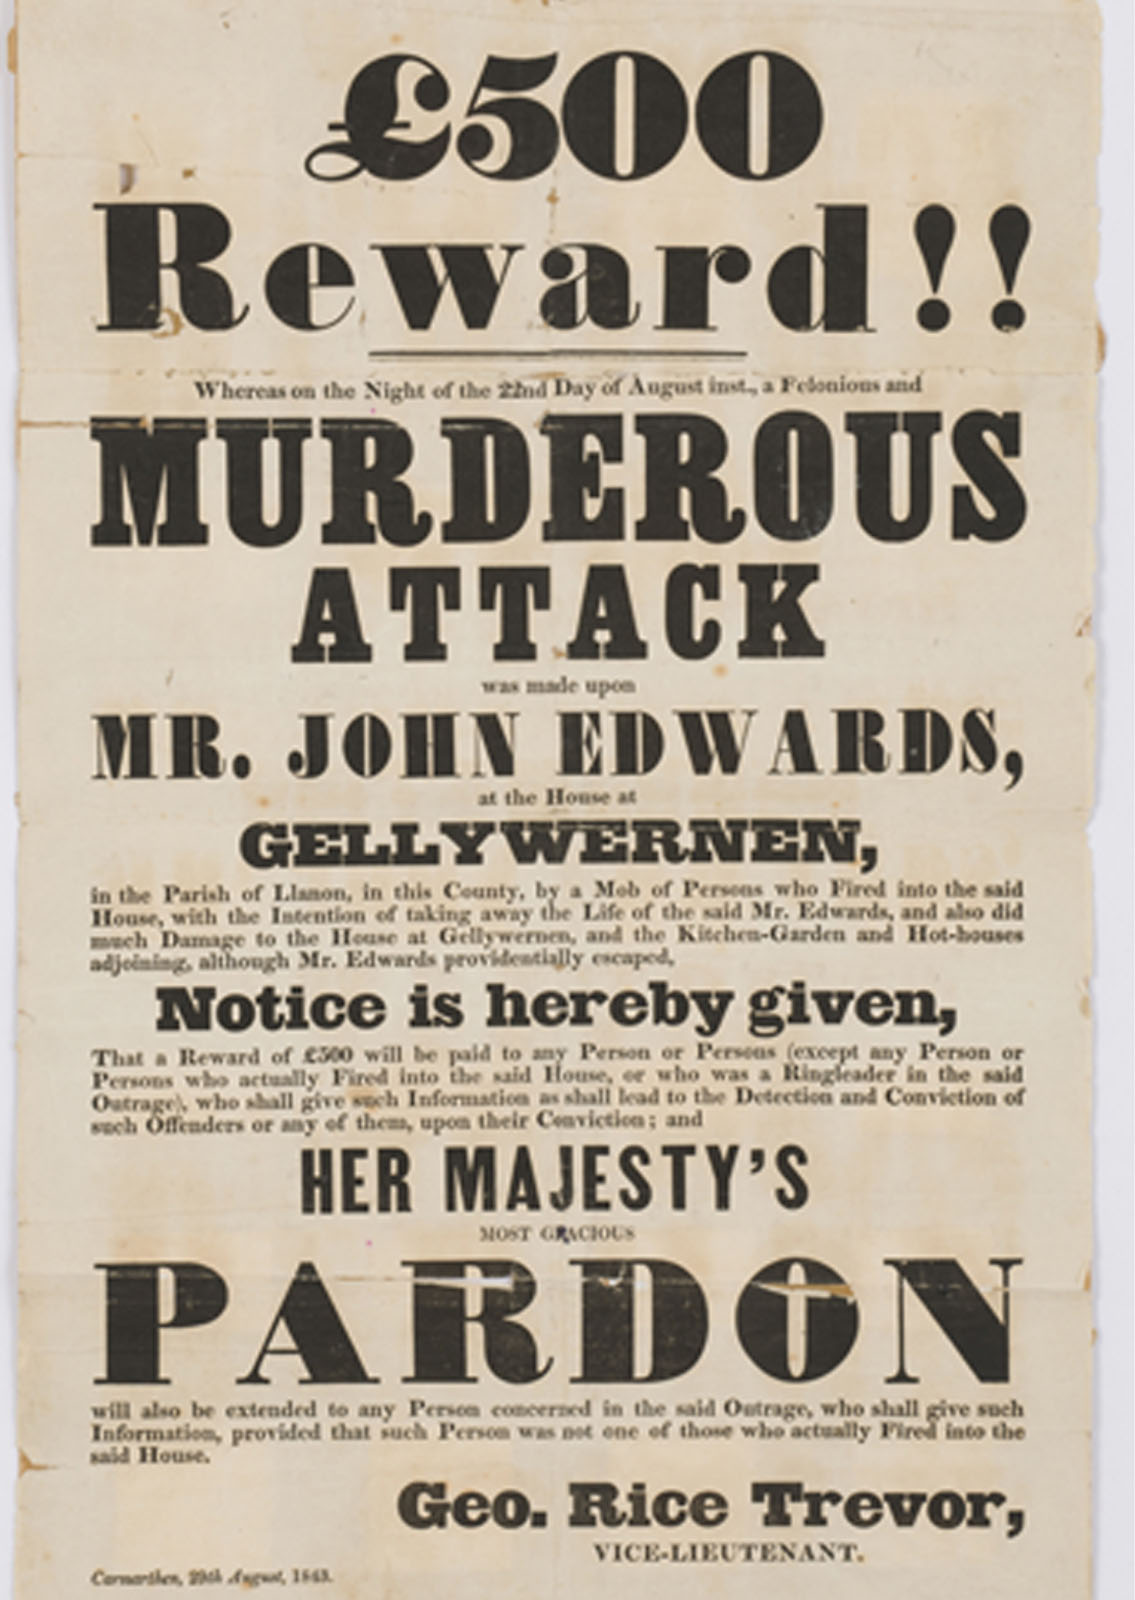 £500
Reward!!
Whereas on the Night of the 22nd Day of August inst., a Felonious and
MURDEROUS
ATTACK
was made upon
MR. JOHN EDWARDS,
at the House at
GELLYWERNEN,
in the Parish of Llanon, in this County, by a Mob of Persons who Fired into the said
House, with the Intention of taking away the Life of the said Mr. Edwards, and also did
much Damage to the House at Gellywernen, and the Kitchen-Garden and Hot-houses
adjoining, although Mr. Edwards providentially escaped,
Notice is hereby given,
That a Reward of £500 will be paid to any Person or Persons (except any Person or
Persons who actually Fired into the said House, or who was a Ringleader in the said
Outrage), who shall give such Information as shall lead to the Detection and Conviction of
such Offenders or any of them, upon their Conviction; and
HER MAJESTY'S
MOST GRACIOUS
PARDON
will also be extended to any Person concerned in the said Outrage, who shall give such
Information, provided that such Person was not one of those who actually Fired into the
said House.
Geo. Rice Trevor,
VICE-LIEUTENANT.
Carmarthen, 29th August, 1843.